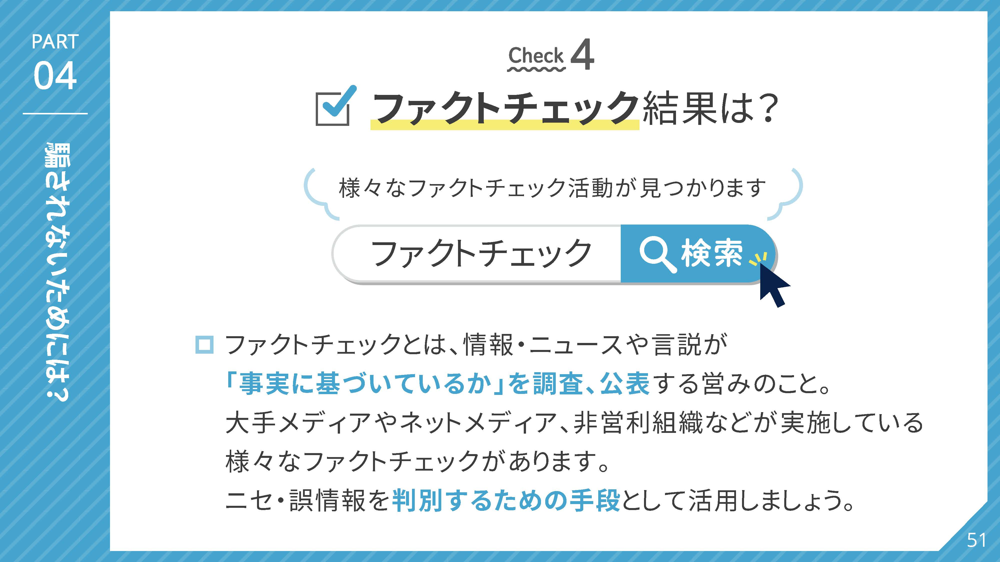 PART
04
騙されないためには？
Check 4
ファクトチェック結果は？
様々なファクトチェック活動が見つかります
ファクトチェック 検索
ファクトチェックとは、情報・ニュースや言説が
「事実に基づいているか」を調査、公表する営みのこと。
大手メディアやネットメディア、非営利組織などが実施している
様々なファクトチェックがあります。
ニセ・誤情報を判別するための手段として活用しましょう。
51